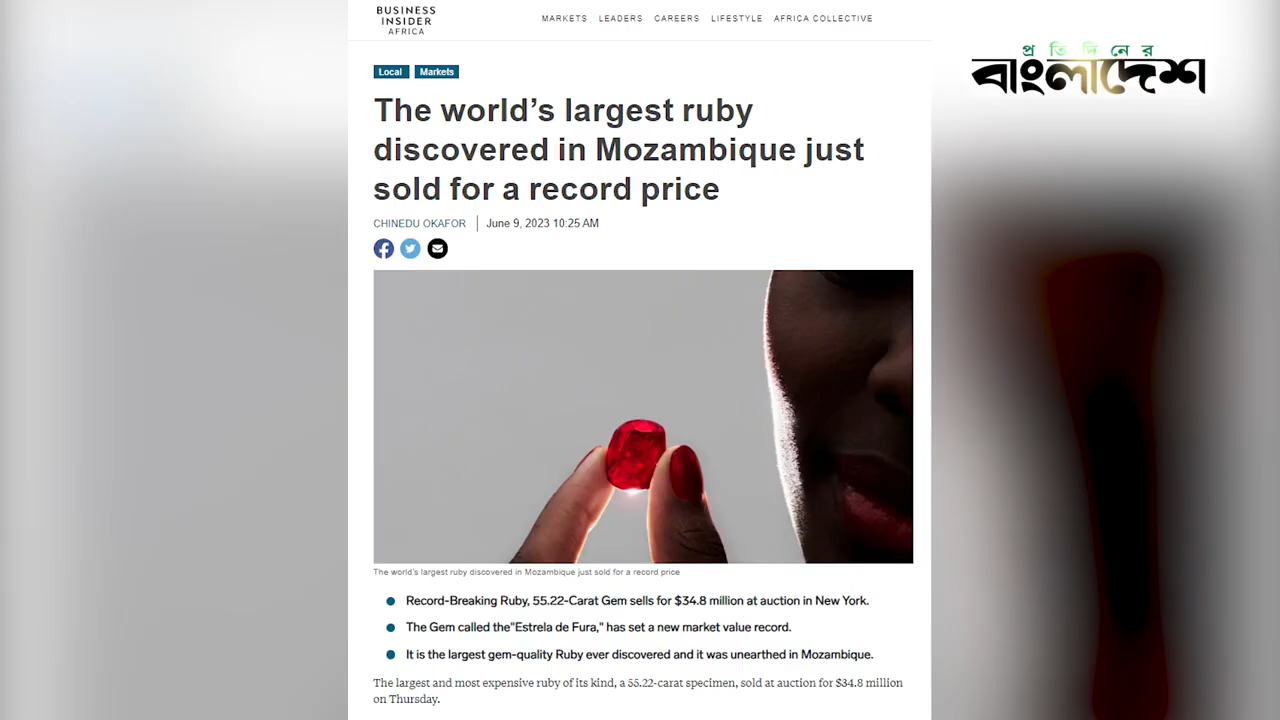 BUSINESS
INSIDER
AFRICA
MARKETS LEADERS CAREERS LIFESTYLE AFRICA COLLECTIVE
প্রতিদিনের
বাংলাদেশ
Local Markets
The world's largest ruby
discovered in Mozambique just
sold for a record price
CHINEDU OKAFOR June 9, 2023 10:25 AM
The world's largest ruby discovered in Mozambique just sold for a record price
Record-Breaking Ruby, 55.22-Carat Gem sells for $34.8 million at auction in New York.
The Gem called the"Estrela de Fura," has set a new market value record.
It is the largest gem-quality Ruby ever discovered and it was unearthed in Mozambique.
The largest and most expensive ruby of its kind, a 55.22-carat specimen, sold at auction for $34.8 million
on Thursday.